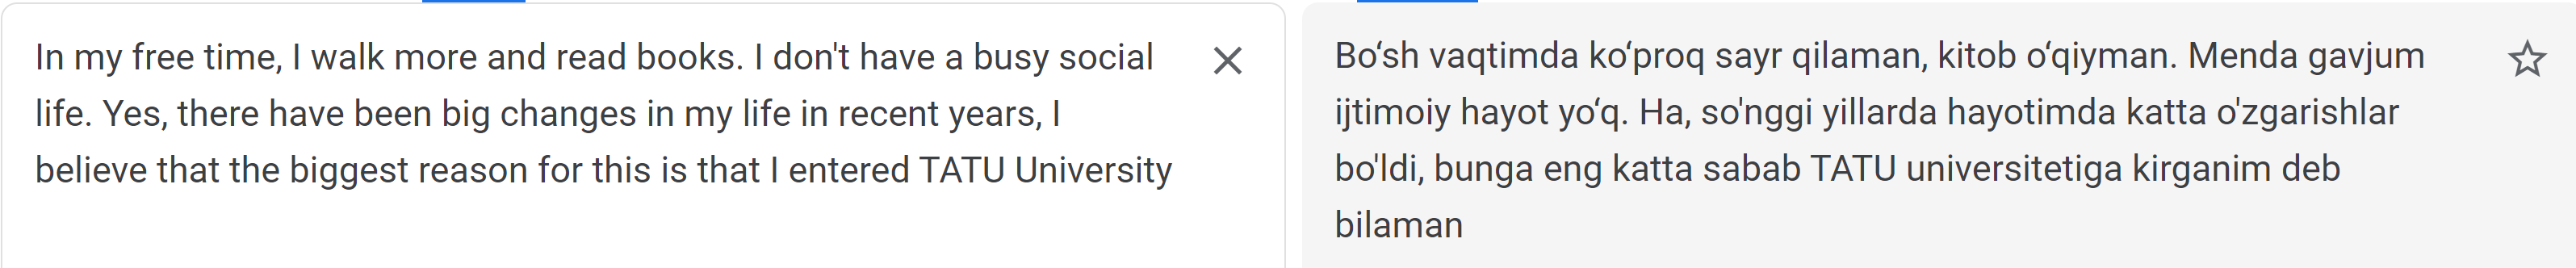 In my free time, I walk more and read books. I don't have a busy social
life. Yes, there have been big changes in my life in recent years, I
believe that the biggest reason for this is that I entered TATU University
Bo‘sh vaqtimda ko‘proq sayr qilaman, kitob o‘qiyman. Menda gavjum
ijtimoiy hayot yo‘q. Ha, so'nggi yillarda hayotimda katta o'zgarishlar
bo'ldi, bunga eng katta sabab TATU universitetiga kirganim deb
bilaman